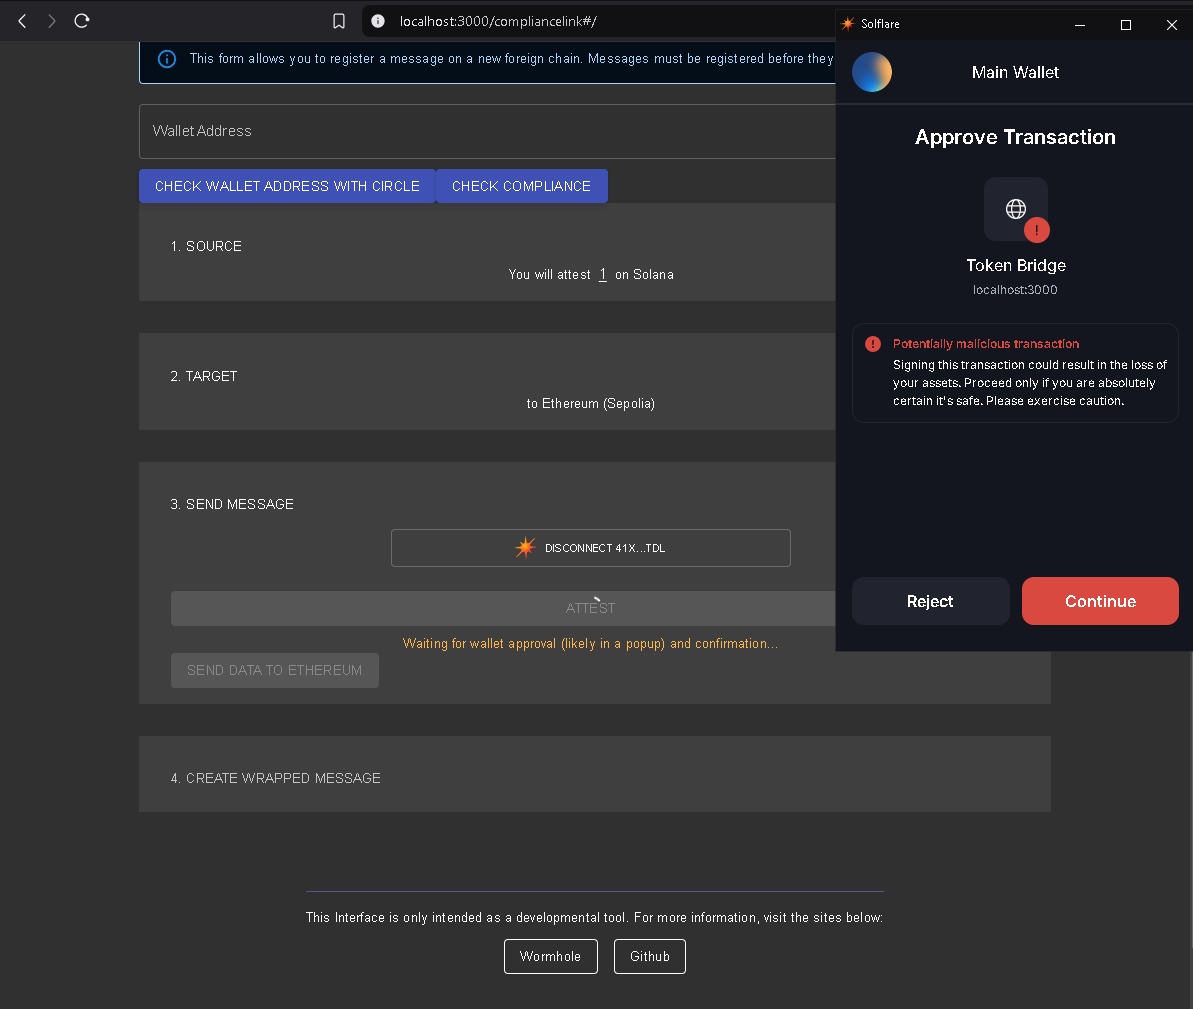 localhost:3000/compliancelink#/
This form allows you to register a message on a new foreign chain. Messages must be registered before they
Wallet Address
CHECK WALLET ADDRESS WITH CIRCLE
CHECK COMPLIANCE
1. SOURCE
You will attest 1 on Solana
2. TARGET
to Ethereum (Sepolia)
3. SEND MESSAGE
DISCONNECT 41X...TDL
ATTEST
Waiting for wallet approval (likely in a popup) and confirmation...
SEND DATA TO ETHEREUM
4. CREATE WRAPPED MESSAGE
This Interface is only intended as a developmental tool. For more information, visit the sites below:
Wormhole
Github
Solflare
Main Wallet
Approve Transaction
Token Bridge
localhost:3000
Potentially malicious transaction
Signing this transaction could result in the loss of
your assets. Proceed only if you are absolutely
certain it's safe. Please exercise caution.
Reject
Continue